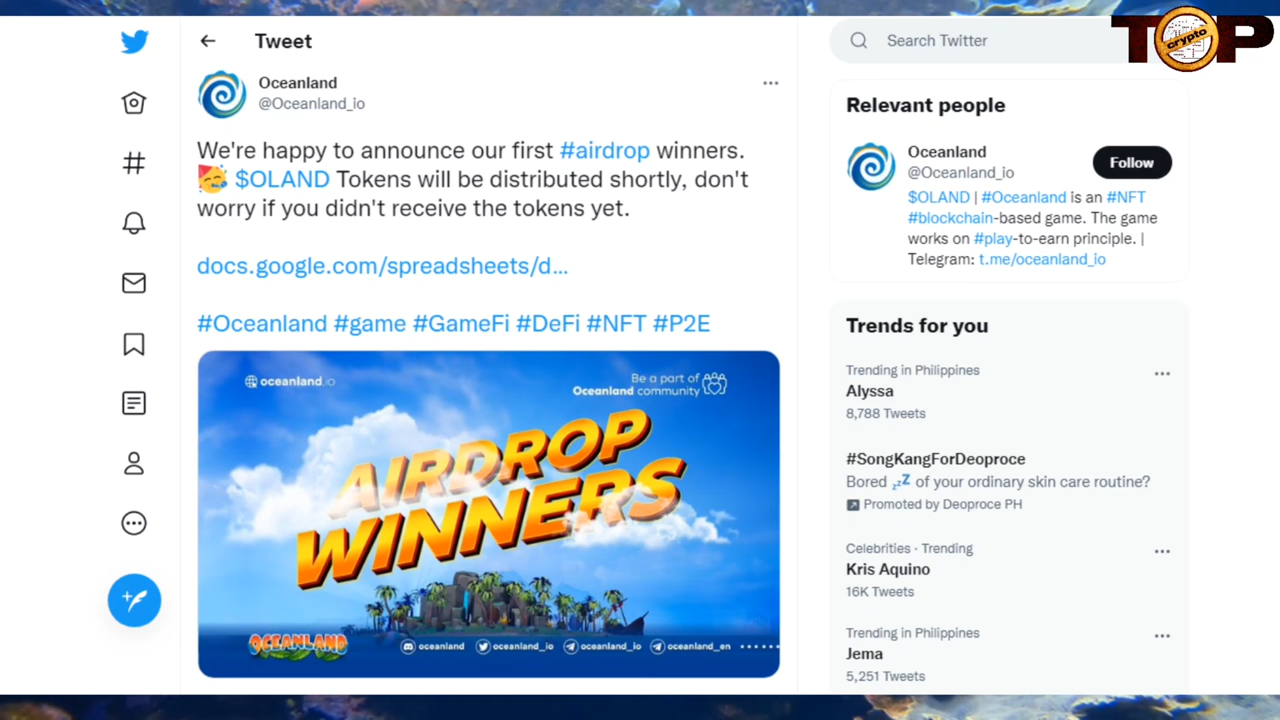 TOP
crypto
Tweet
Oceanland
@Oceanland_io
We're happy to announce our first #airdrop winners.
🥳 $OLAND Tokens will be distributed shortly, don't
worry if you didn't receive the tokens yet.
docs.google.com/spreadsheets/d...
#Oceanland #game #GameFi #DeFi #NFT #P2E
oceanland.io
Be a part of
Oceanland community
AIRDROP
WINNERS
OCEANLAND
oceanland
oceanland_io
oceanland_io
oceanland_en
Search Twitter
Relevant people
Oceanland
@Oceanland_io
Follow
$OLAND | #Oceanland is an #NFT
#blockchain-based game. The game
works on #play-to-earn principle. |
Telegram: t.me/oceanland_io
Trends for you
Trending in Philippines
Alyssa
8,788 Tweets
#SongKangForDeoproce
Bored 💤 of your ordinary skin care routine?
Promoted by Deoproce PH
Celebrities · Trending
Kris Aquino
16K Tweets
Trending in Philippines
Jema
5,251 Tweets